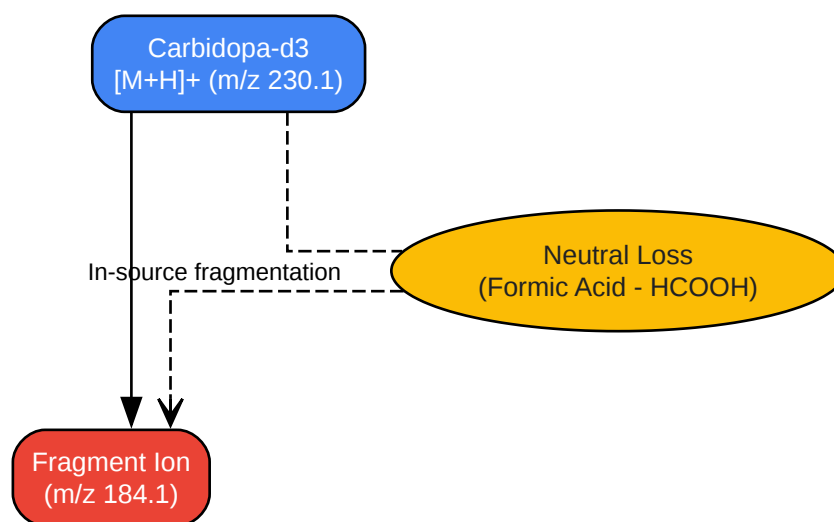 Carbidopa-d3
[M+H]+ (m/z 230.1)
Neutral Loss
(Formic Acid - HCOOH)
In-source fragmentation
Fragment Ion
(m/z 184.1)